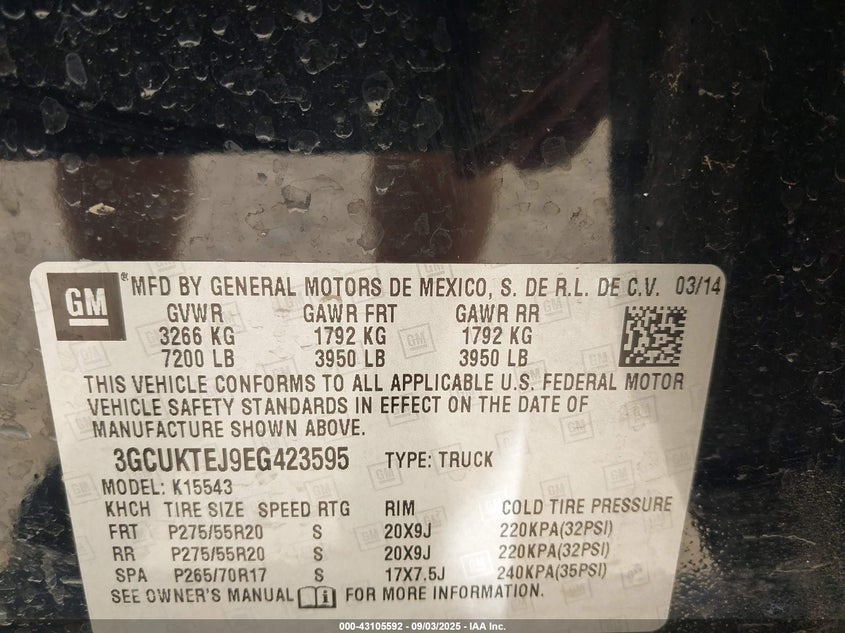 GM
® MFD BY GENERAL MOTORS DE MEXICO, S. DE R.L. DE C.V. 03/14
GVWR GAWR FRT GAWR RR
3266 KG 1792 KG 1792 KG
7200 LB 3950 LB 3950 LB
THIS VEHICLE CONFORMS TO ALL APPLICABLE U.S. FEDERAL MOTOR
VEHICLE SAFETY STANDARDS IN EFFECT ON THE DATE OF
MANUFACTURE SHOWN ABOVE.
3GCUKTEJ9EG423595 TYPE: TRUCK
MODEL: K15543
KHCH TIRE SIZE SPEED RTG RIM COLD TIRE PRESSURE
FRT P275/55R20 S 20X9J 220KPA(32PSI)
RR P275/55R20 S 20X9J 220KPA(32PSI)
SPA P265/70R17 S 17X7.5J 240KPA(35PSI)
SEE OWNER'S MANUAL FOR MORE INFORMATION.
000-43105592 - 09/03/2025 - IAA Inc.